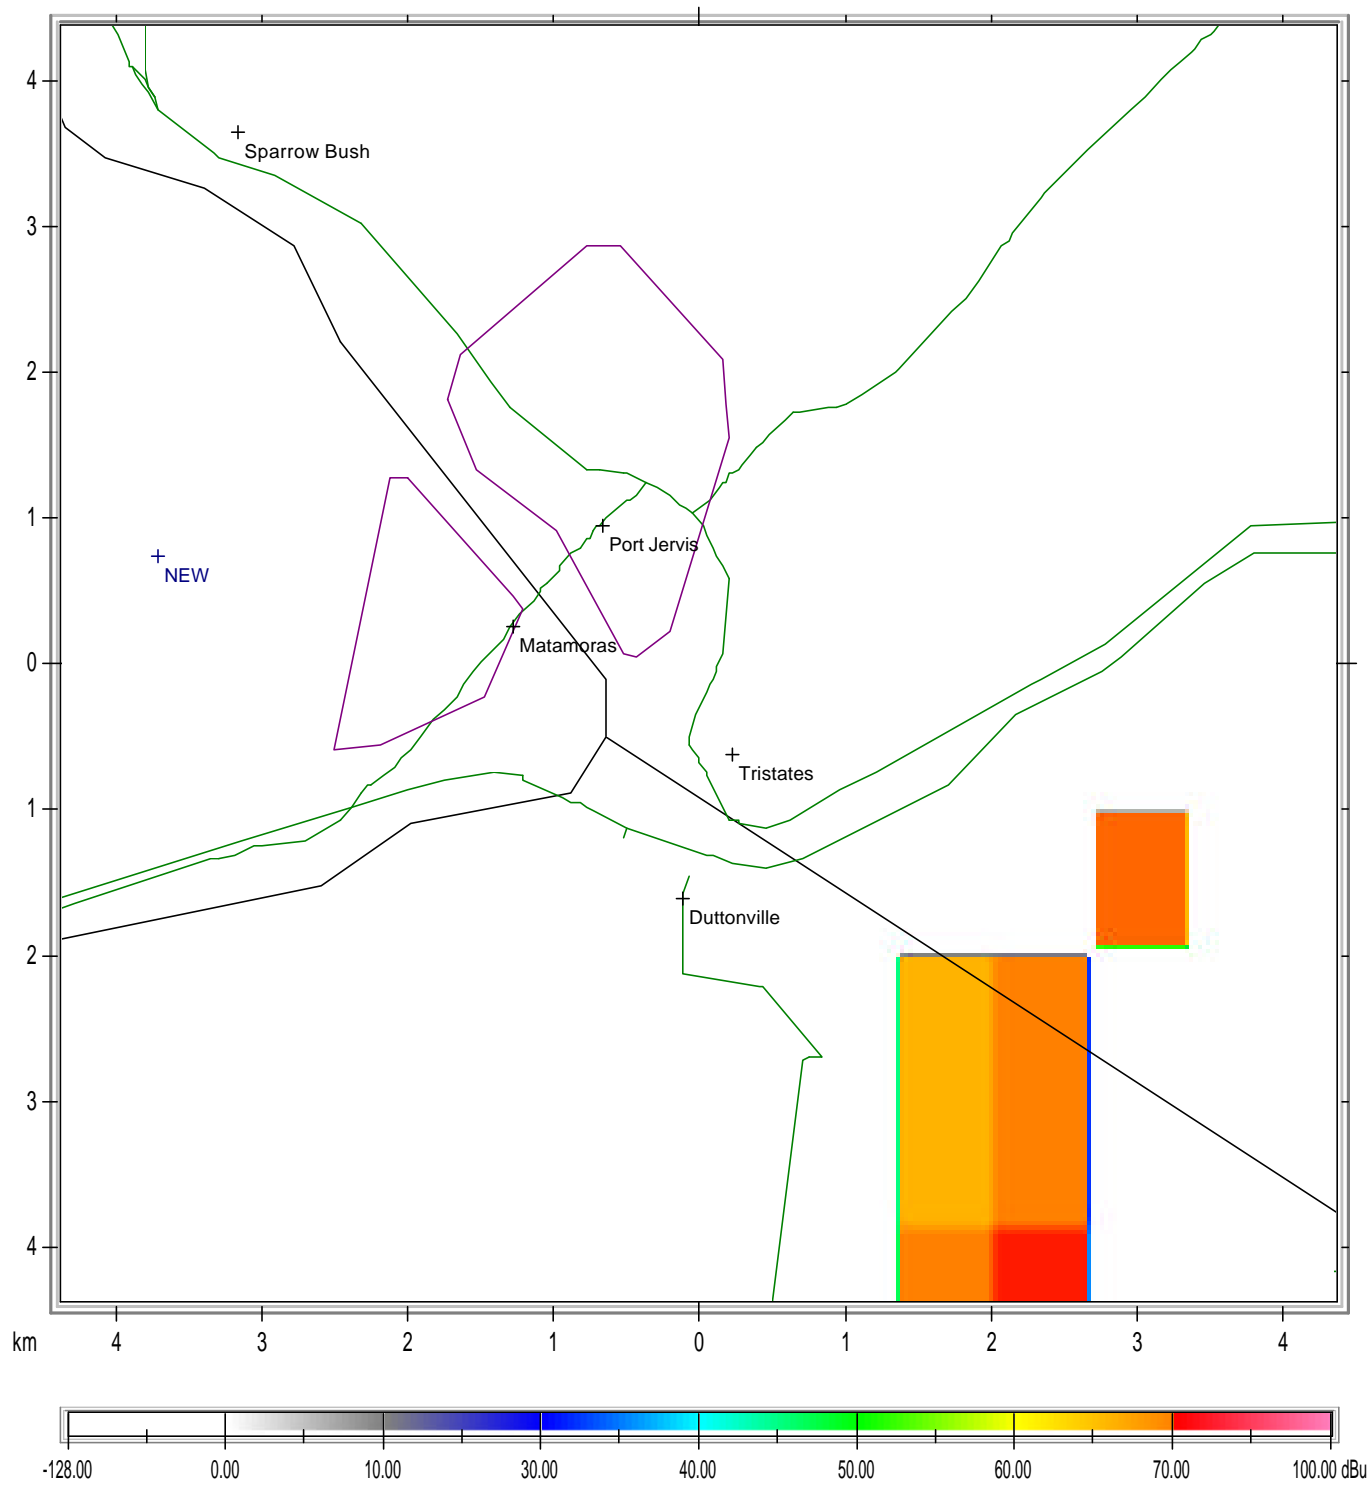 4
Sparrow Bush
3
2
1
Port Jervis
NEW
Matamoras
0
Tristates
1
Duttonville
2
3
4
km 4 3 2 1 0 1 2 3 4
-128.00 0.00 10.00 30.00 40.00 50.00 60.00 70.00 100.00 dBu